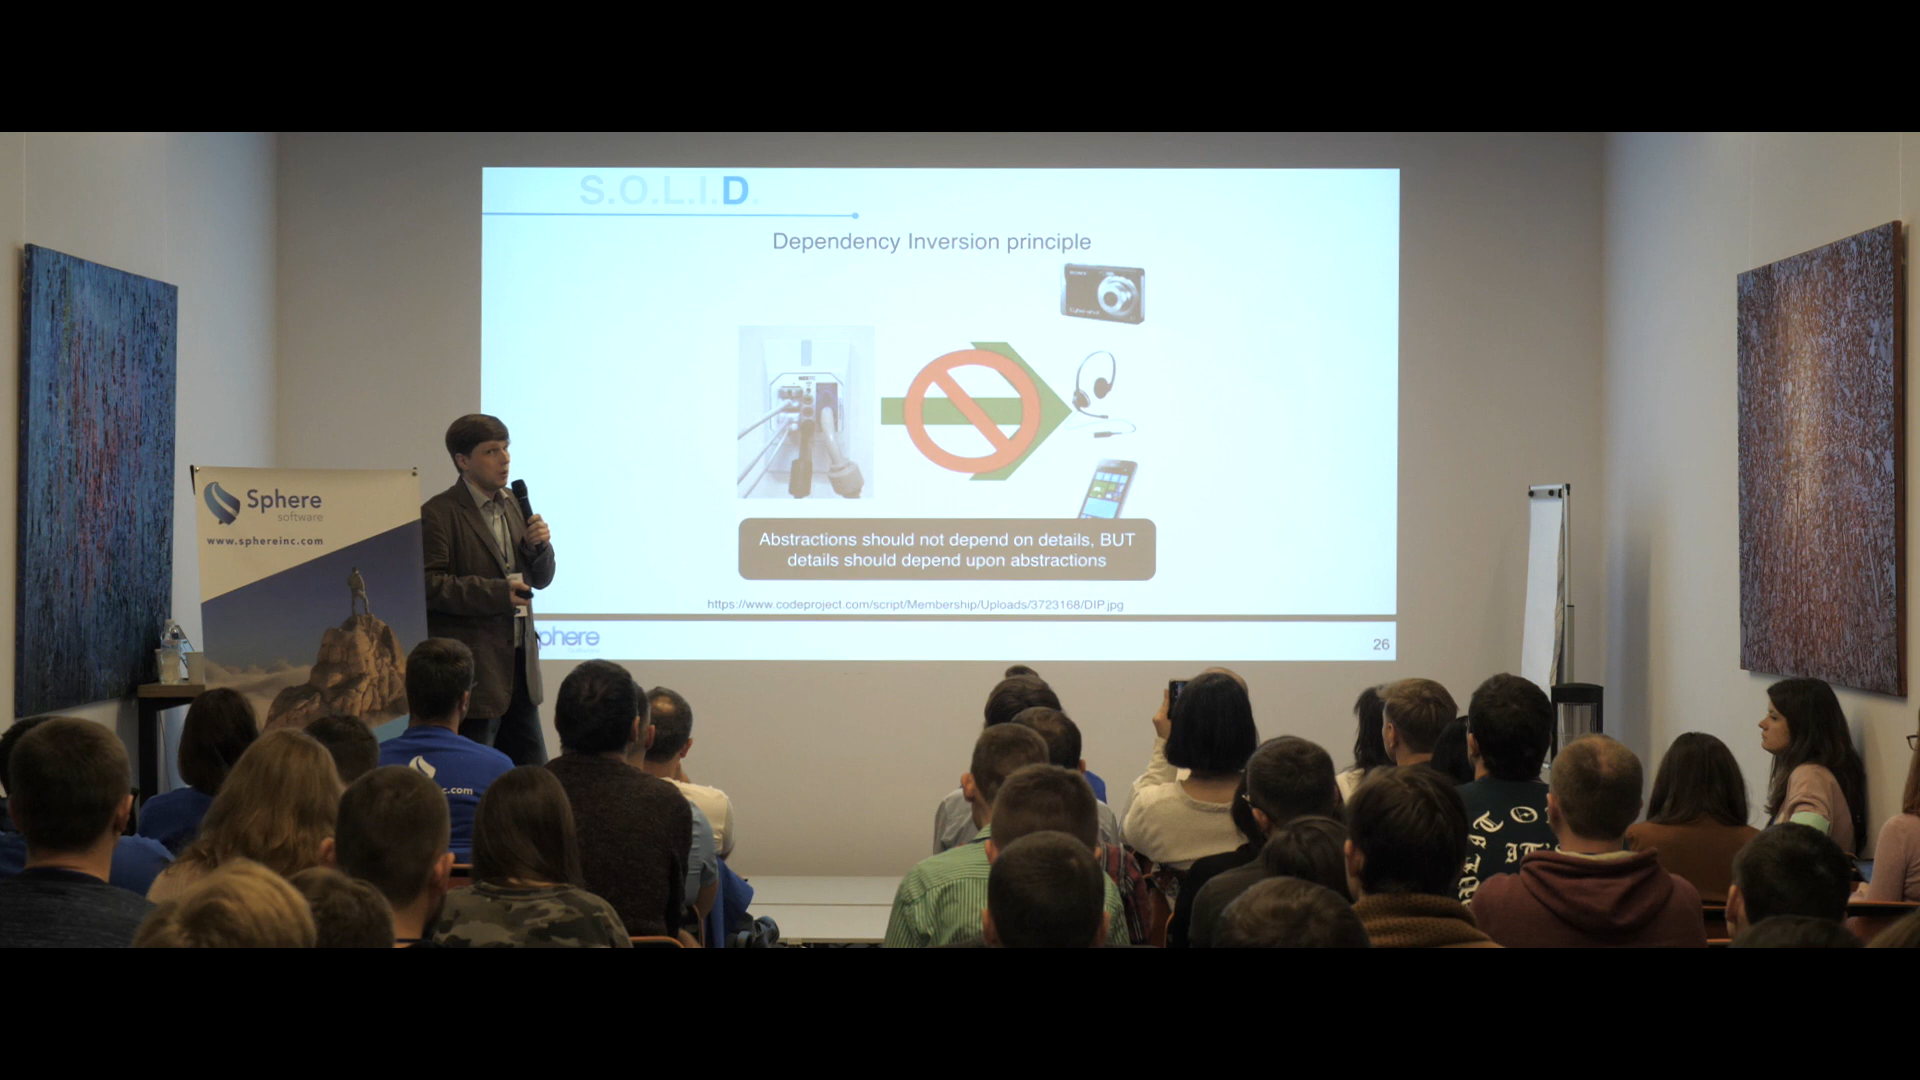 S.O.L.I.D.
Dependency Inversion principle
Abstractions should not depend on details, BUT
details should depend upon abstractions
https://www.codeproject.com/script/Membership/Uploads/3723168/DIP.jpg
phere
software
26
Sphere
software
www.sphereinc.com
c.com